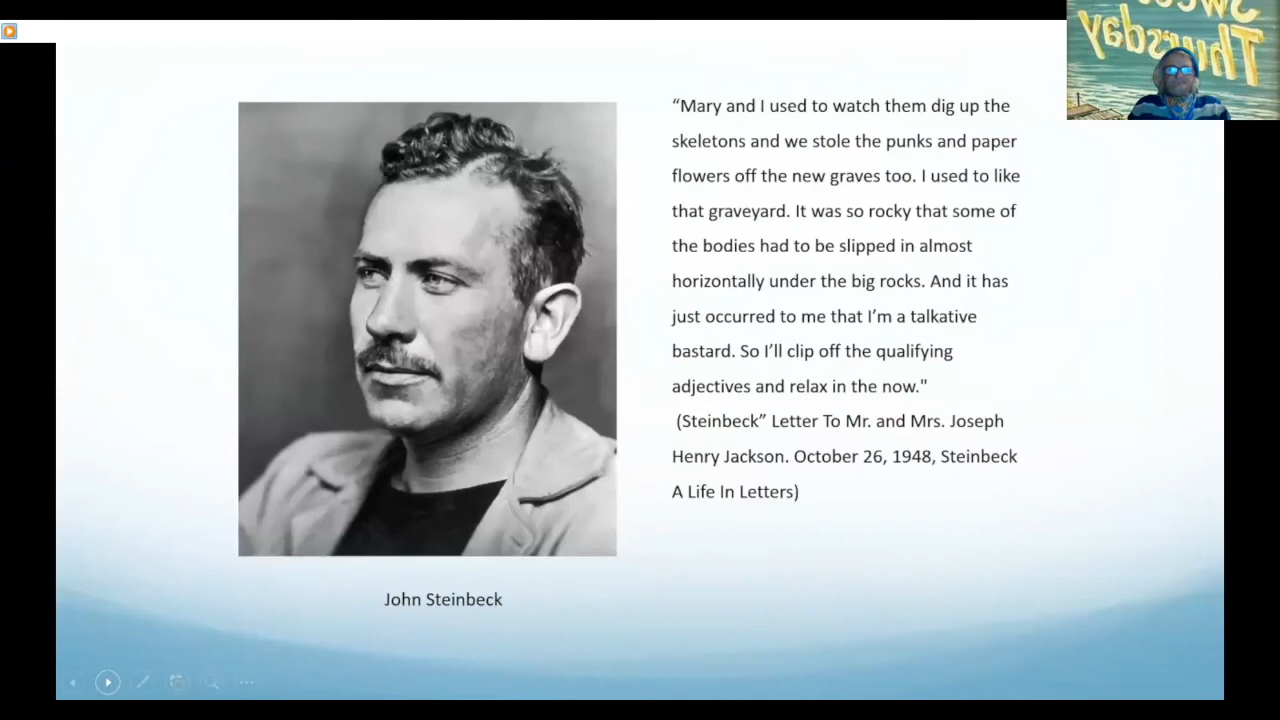 Sweet
Thursday
“Mary and I used to watch them dig up the
skeletons and we stole the punks and paper
flowers off the new graves too. I used to like
that graveyard. It was so rocky that some of
the bodies had to be slipped in almost
horizontally under the big rocks. And it has
just occurred to me that I’m a talkative
bastard. So I’ll clip off the qualifying
adjectives and relax in the now."
(Steinbeck” Letter To Mr. and Mrs. Joseph
Henry Jackson. October 26, 1948, Steinbeck
A Life In Letters)
John Steinbeck